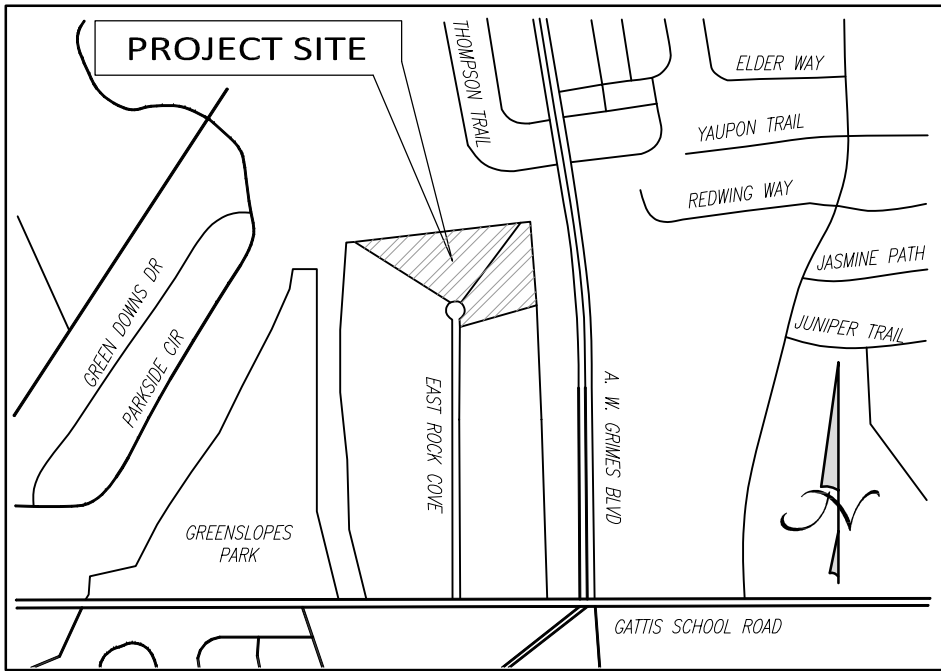 PROJECT SITE
THOMPSON TRAIL
ELDER WAY
YAUPON TRAIL
REDWING WAY
JASMINE PATH
JUNIPER TRAIL
GREEN DOWNS DR
PARKSIDE CIR
EAST ROCK COVE
A. W. GRIMES BLVD
GREENSLOPES
PARK
N
GATTIS SCHOOL ROAD